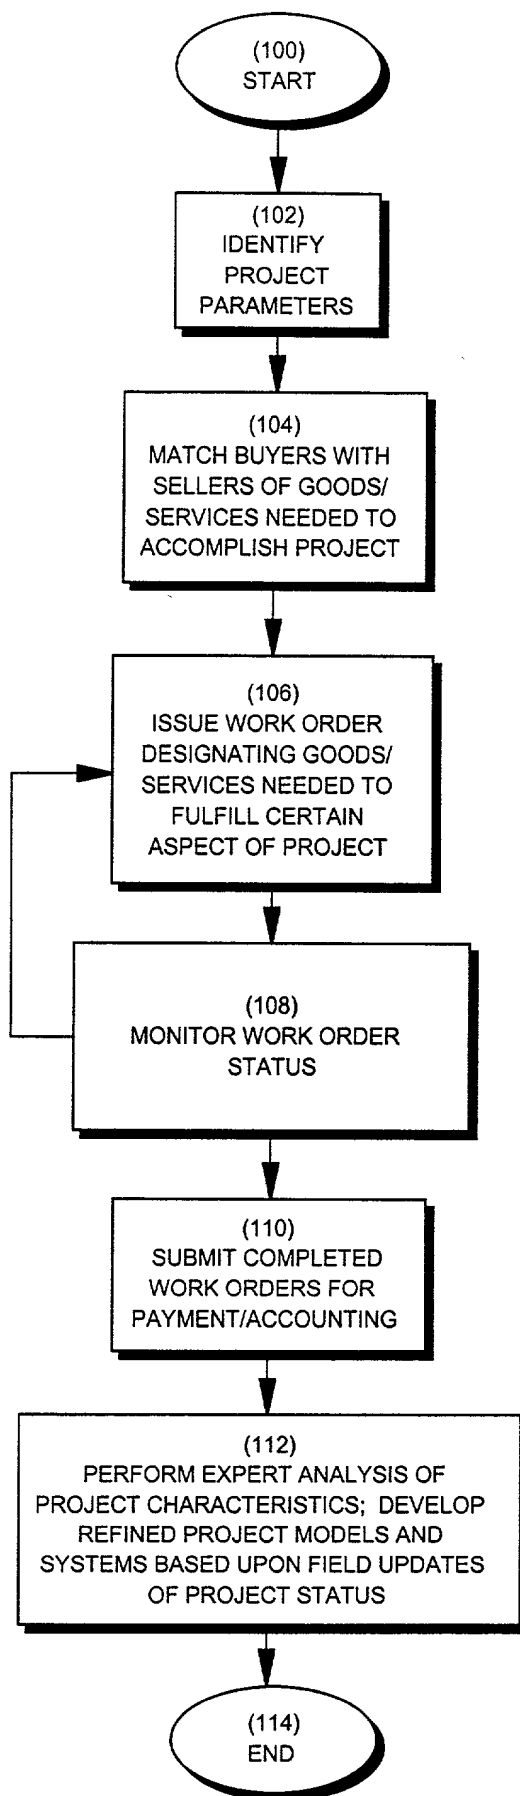 (100)
START
(102)
IDENTIFY
PROJECT
PARAMETERS
(104)
MATCH BUYERS WITH
SELLERS OF GOODS/
SERVICES NEEDED TO
ACCOMPLISH PROJECT
(106)
ISSUE WORK ORDER
DESIGNATING GOODS/
SERVICES NEEDED TO
FULFILL CERTAIN
ASPECT OF PROJECT
(108)
MONITOR WORK ORDER
STATUS
(110)
SUBMIT COMPLETED
WORK ORDERS FOR
PAYMENT/ACCOUNTING
(112)
PERFORM EXPERT ANALYSIS OF
PROJECT CHARACTERISTICS; DEVELOP
REFINED PROJECT MODELS AND
SYSTEMS BASED UPON FIELD UPDATES
OF PROJECT STATUS
(114)
END